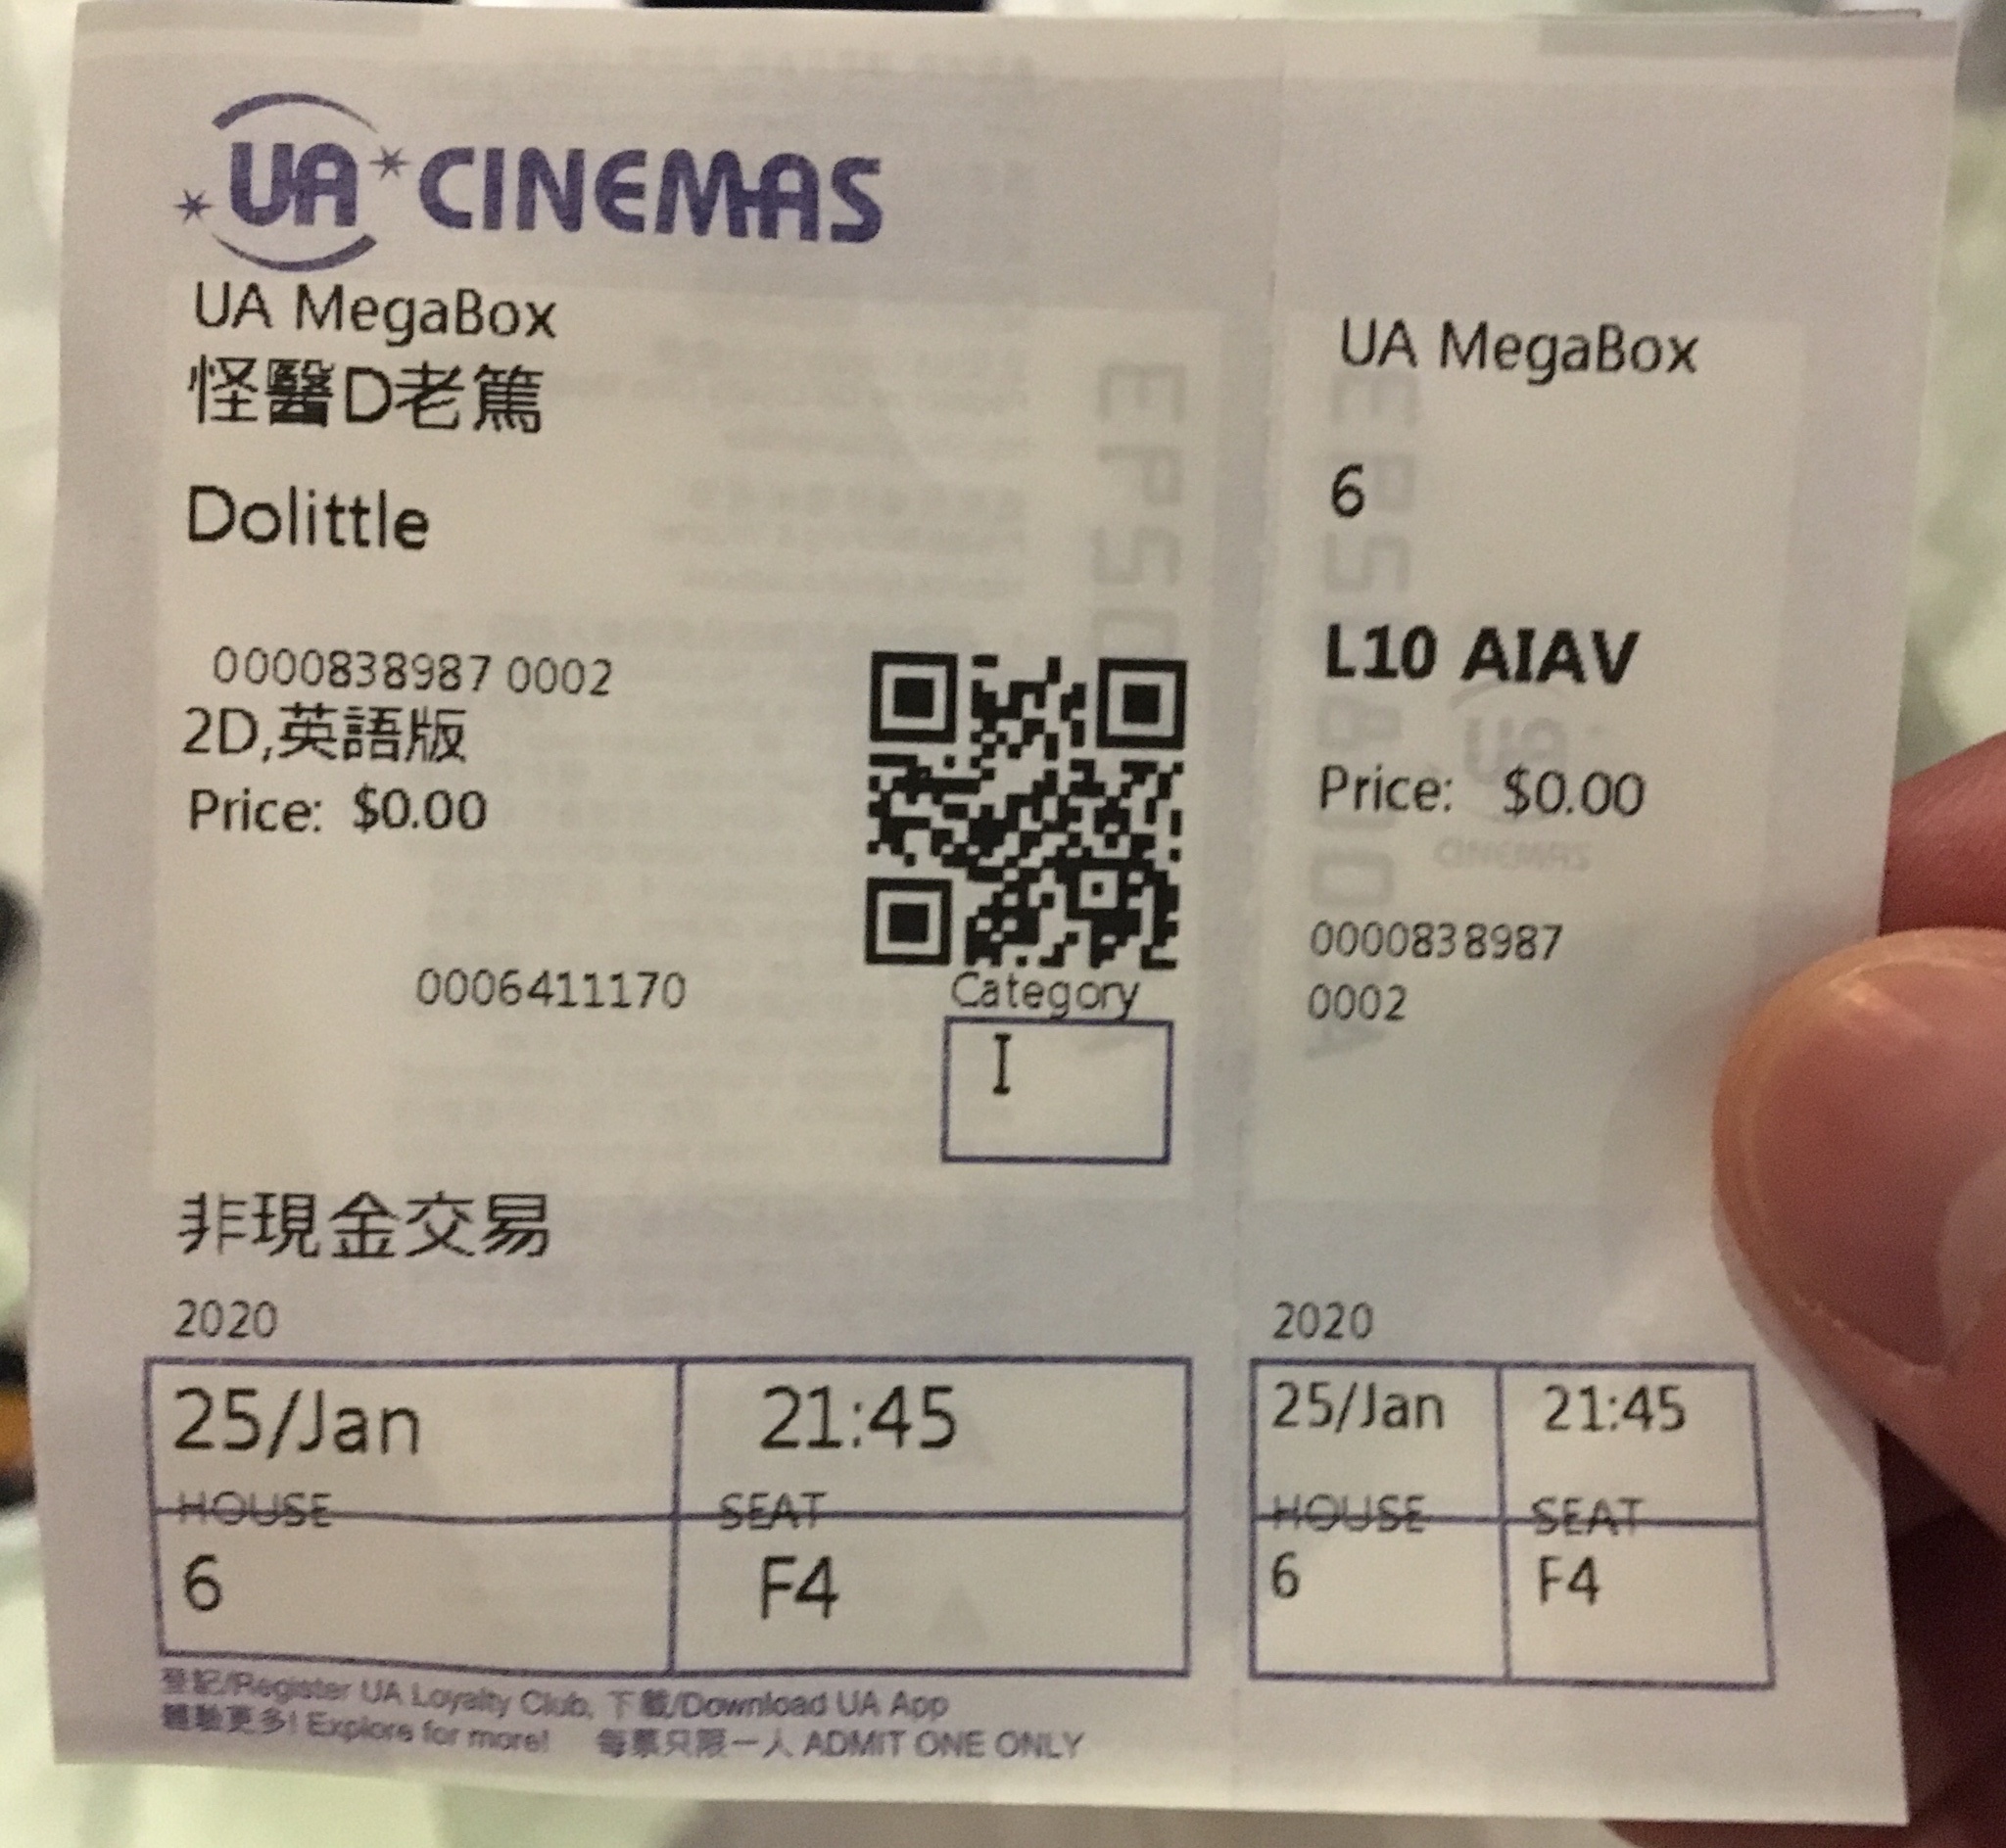 UA CINEMAS
UA MegaBox
怪醫D老篤
Dolittle
0000838987 0002
2D,英語版
Price: $0.00
0006411170
Category
I
非現金交易
2020
25/Jan
21:45
HOUSE
SEAT
6
F4
登記/Register UA Loyalty Club, 下載/Download UA App
體驗更多! Explore for more! 每票只限一人 ADMIT ONE ONLY
UA MegaBox
6
L10 AIAV
Price: $0.00
0000838987
0002
2020
25/Jan
21:45
HOUSE
SEAT
6
F4